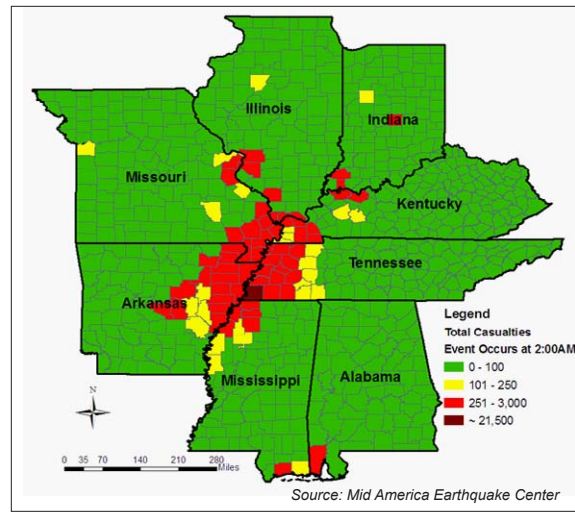 Illinois
Indiana
Missouri
Kentucky
Tennessee
Arkansas
Mississippi
Alabama
Legend
Total Casualties
Event Occurs at 2:00AM
0 - 100
101 - 250
251 - 3,000
~ 21,500
N
0 35 70 140 210 280
Miles
Source: Mid America Earthquake Center